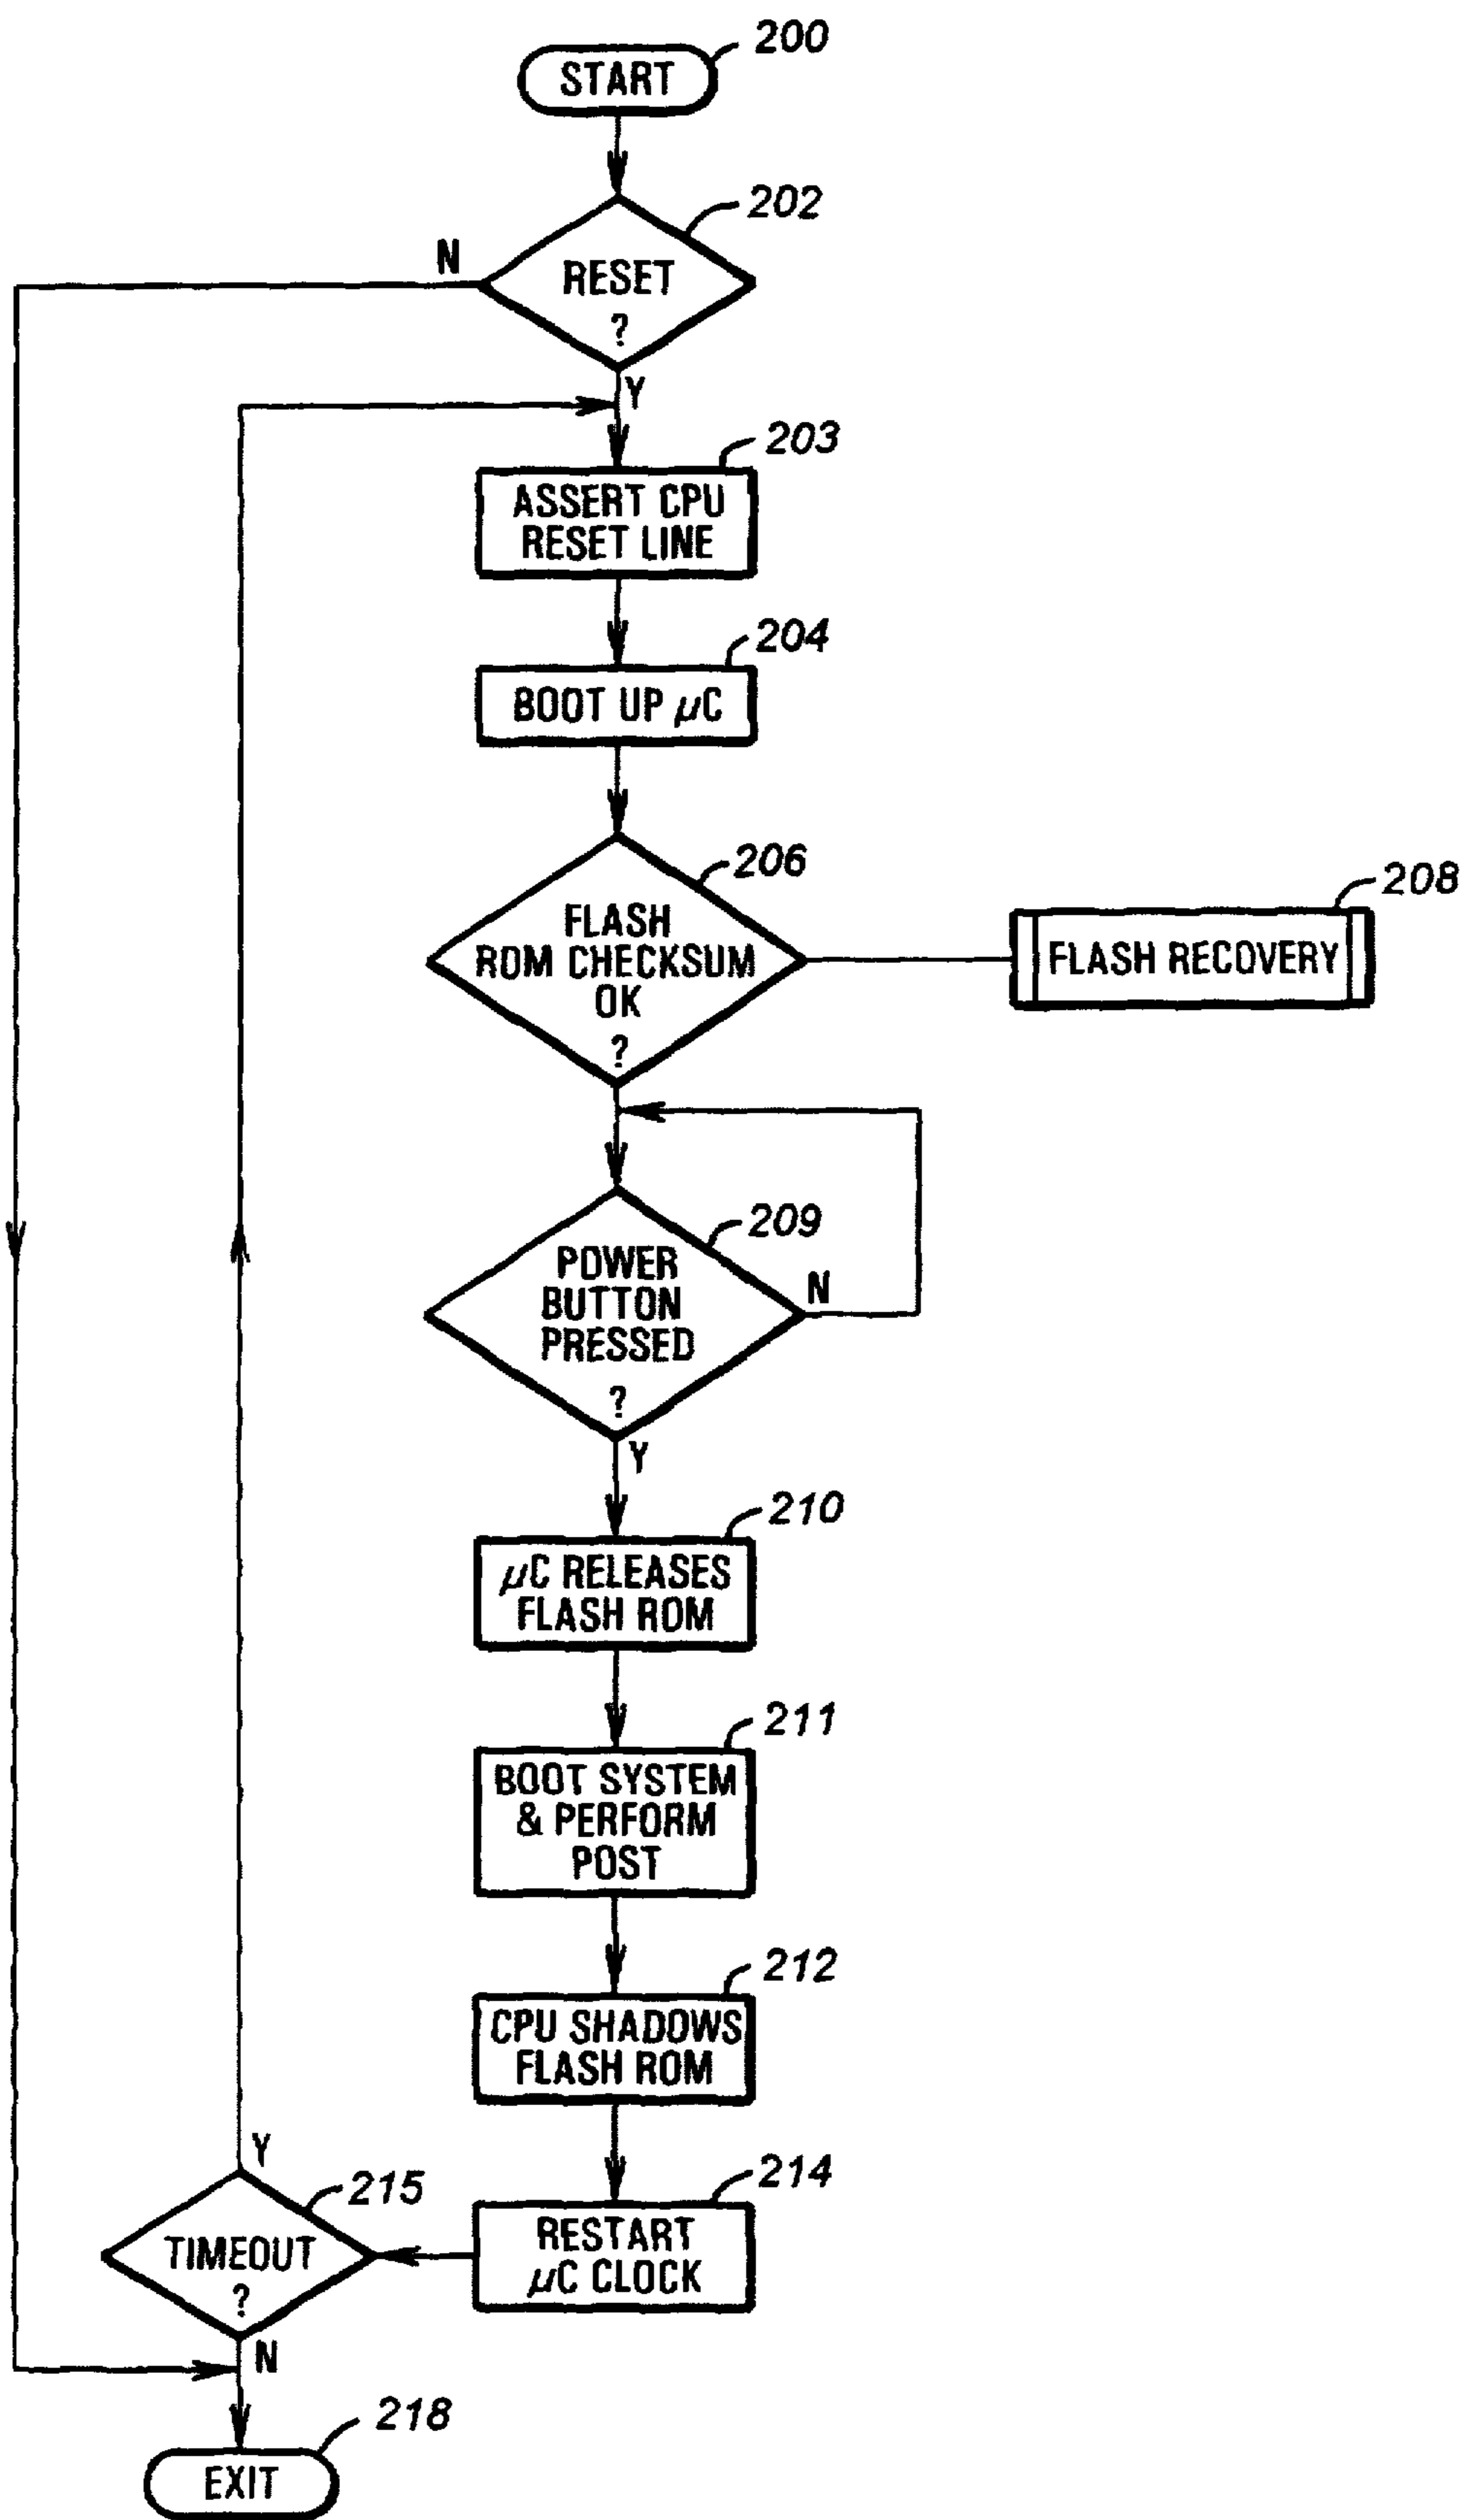 200
START
202
N
RESET
?
Y
203
ASSERT CPU
RESET LINE
204
BOOT UP µC
206
FLASH
ROM CHECKSUM
OK
?
208
FLASH RECOVERY
209
POWER
BUTTON
PRESSED
?
N
Y
210
µC RELEASES
FLASH ROM
211
BOOT SYSTEM
& PERFORM
POST
212
CPU SHADOWS
FLASH ROM
214
RESTART
µC CLOCK
Y
215
TIMEOUT
?
N
218
EXIT